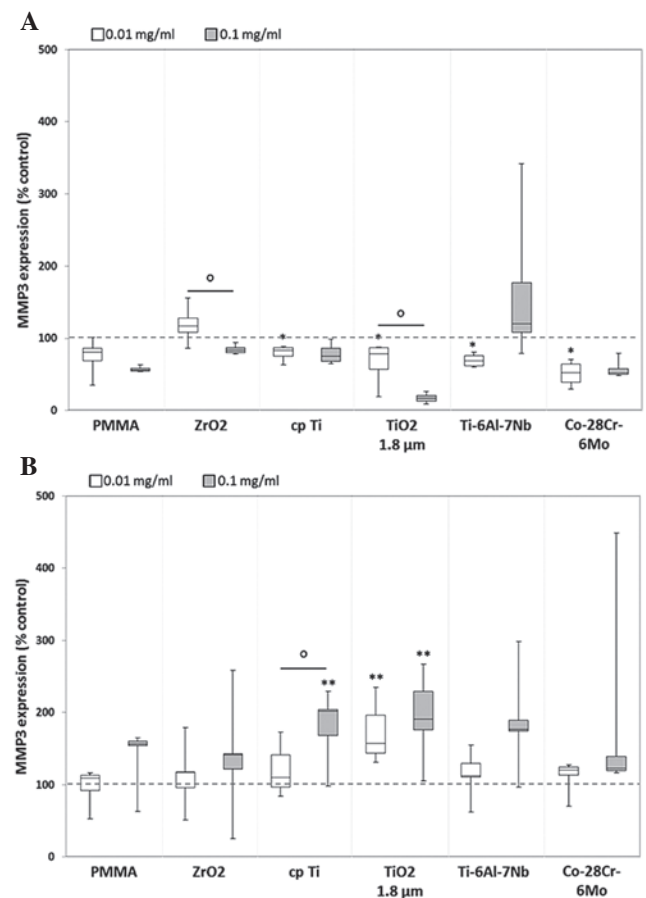 A
0.01 mg/ml 0.1 mg/ml
MMP3 expression (% control)
500
400
300
200
100
0
o
o
*
*
*
*
PMMA ZrO2 cp Ti TiO2 Ti-6Al-7Nb Co-28Cr-
1.8 µm 6Mo
B
0.01 mg/ml 0.1 mg/ml
MMP3 expression (% control)
500
400
300
200
100
0
o
**
**
**
PMMA ZrO2 cp Ti TiO2 Ti-6Al-7Nb Co-28Cr-
1.8 µm 6Mo